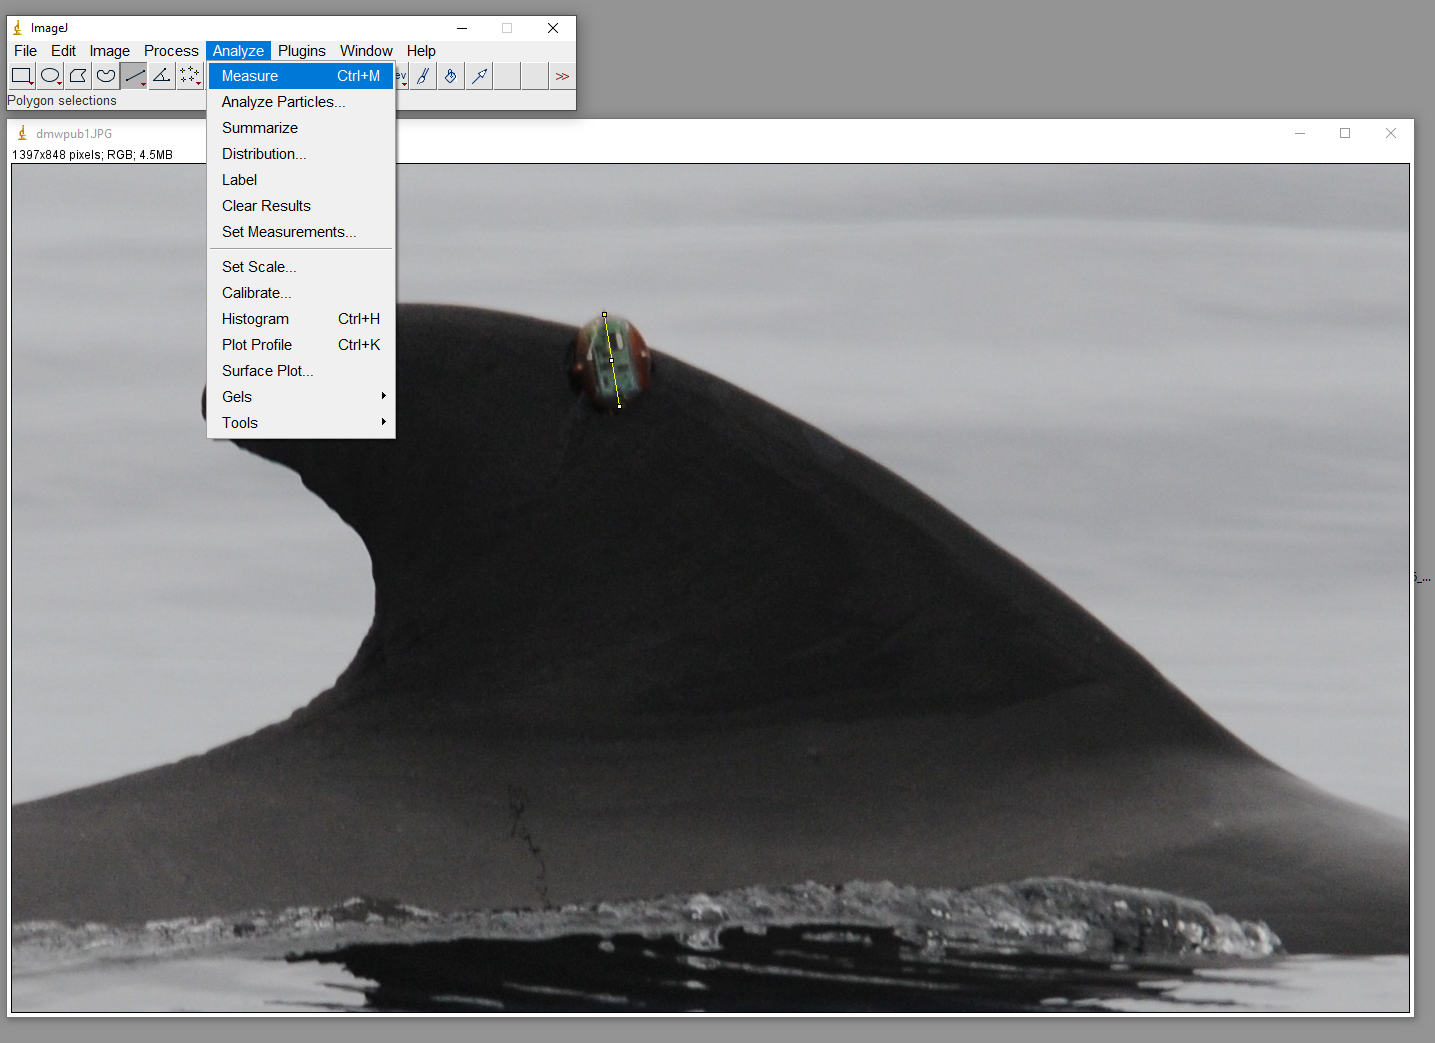 ImageJ
File Edit Image Process Analyze Plugins Window Help
>>
Polygon selections
Measure Ctrl+M
Analyze Particles...
Summarize
Distribution...
Label
Clear Results
Set Measurements...
Set Scale...
Calibrate...
Histogram Ctrl+H
Plot Profile Ctrl+K
Surface Plot...
Gels
Tools
dmwpub1.JPG
1397x848 pixels; RGB; 4.5MB